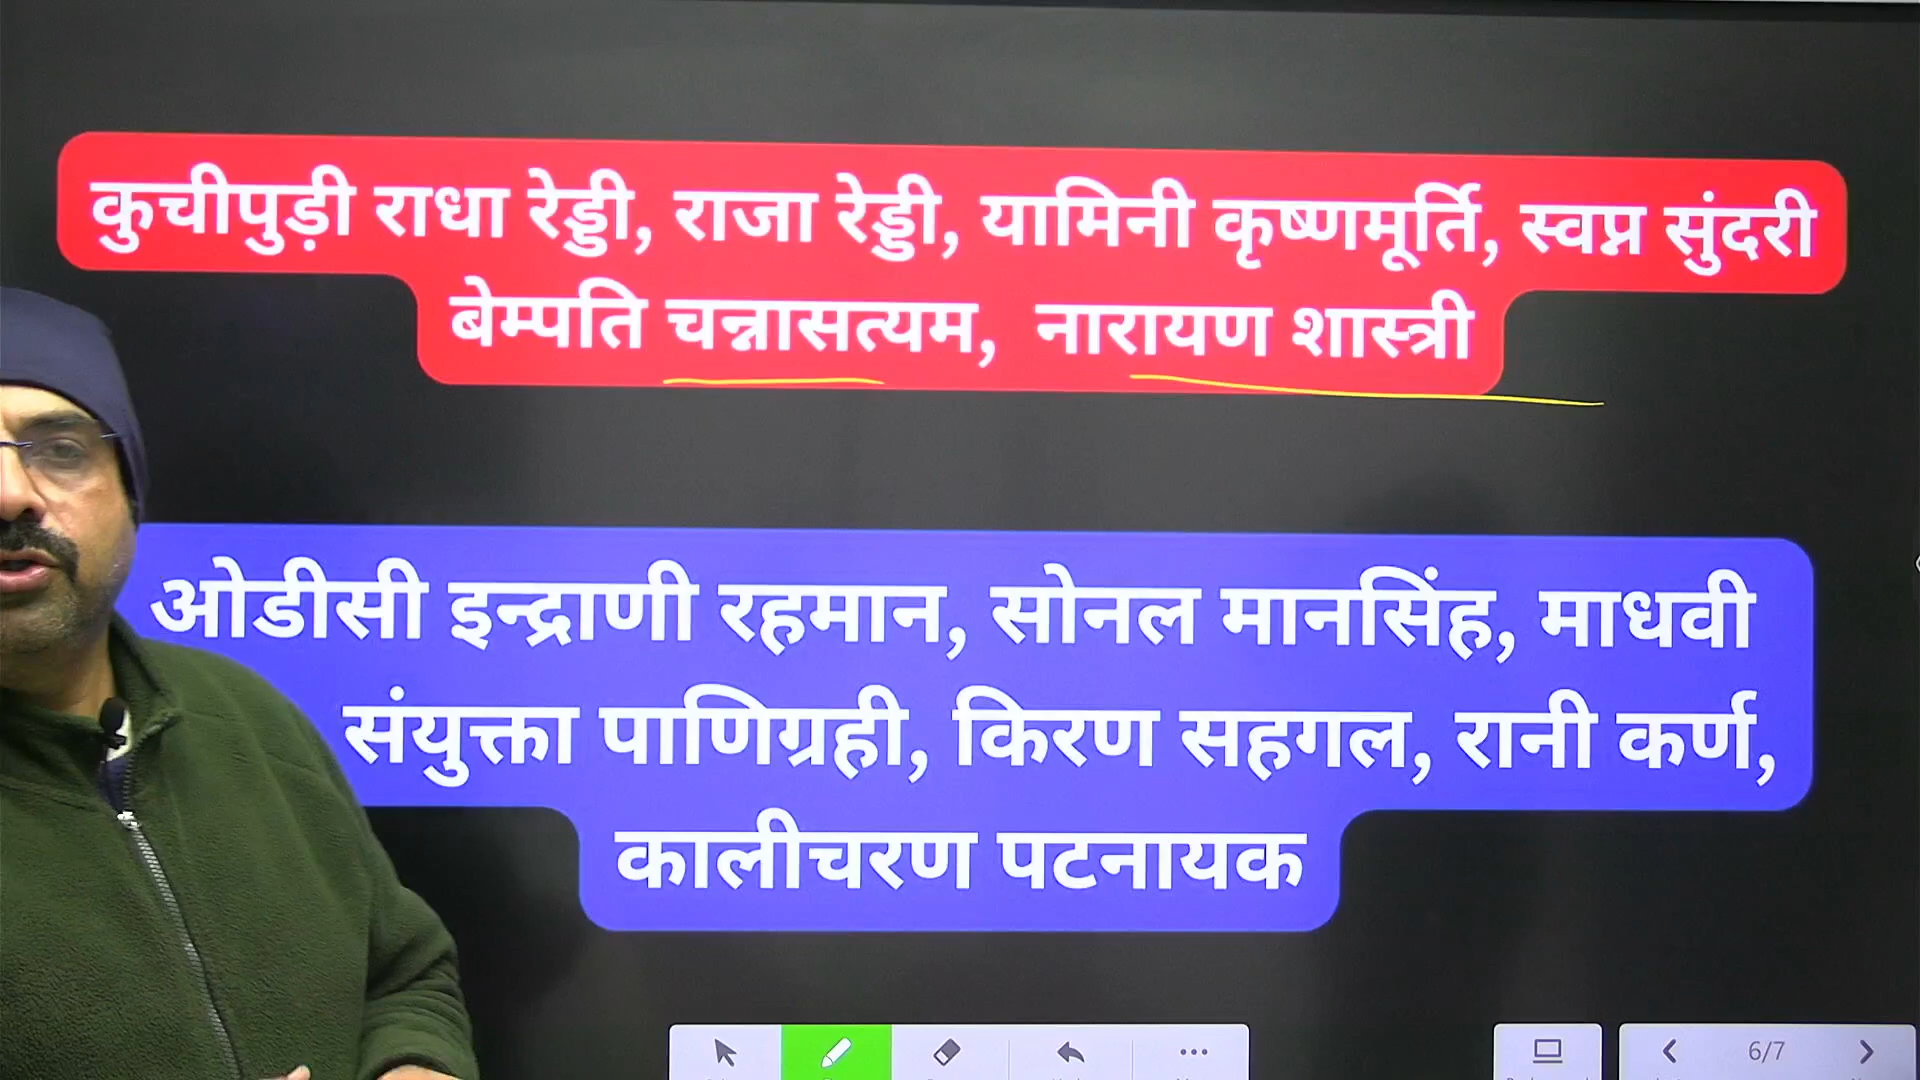 कुचीपुड़ी राधा रेड्डी, राजा रेड्डी, यामिनी कृष्णमूर्ति, स्वप्न सुंदरी
बेम्पति चन्नासत्यम, नारायण शास्त्री
ओडीसी इन्द्राणी रहमान, सोनल मानसिंह, माधवी
संयुक्ता पाणिग्रही, किरण सहगल, रानी कर्ण,
कालीचरण पटनायक
6/7